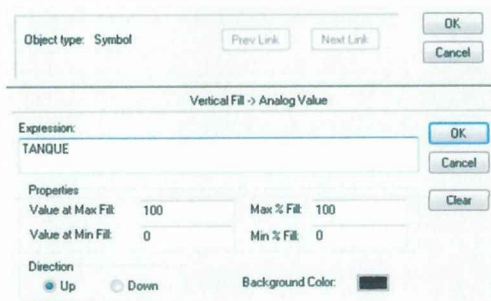 Object type: Symbol
Prev Link
Next Link
OK
Cancel
Vertical Fill -> Analog Value
Expression:
TANQUE
OK
Cancel
Clear
Properties
Value at Max Fill: 100 Max % Fill: 100
Value at Min Fill: 0 Min % Fill: 0
Direction
Up Down Background Color: